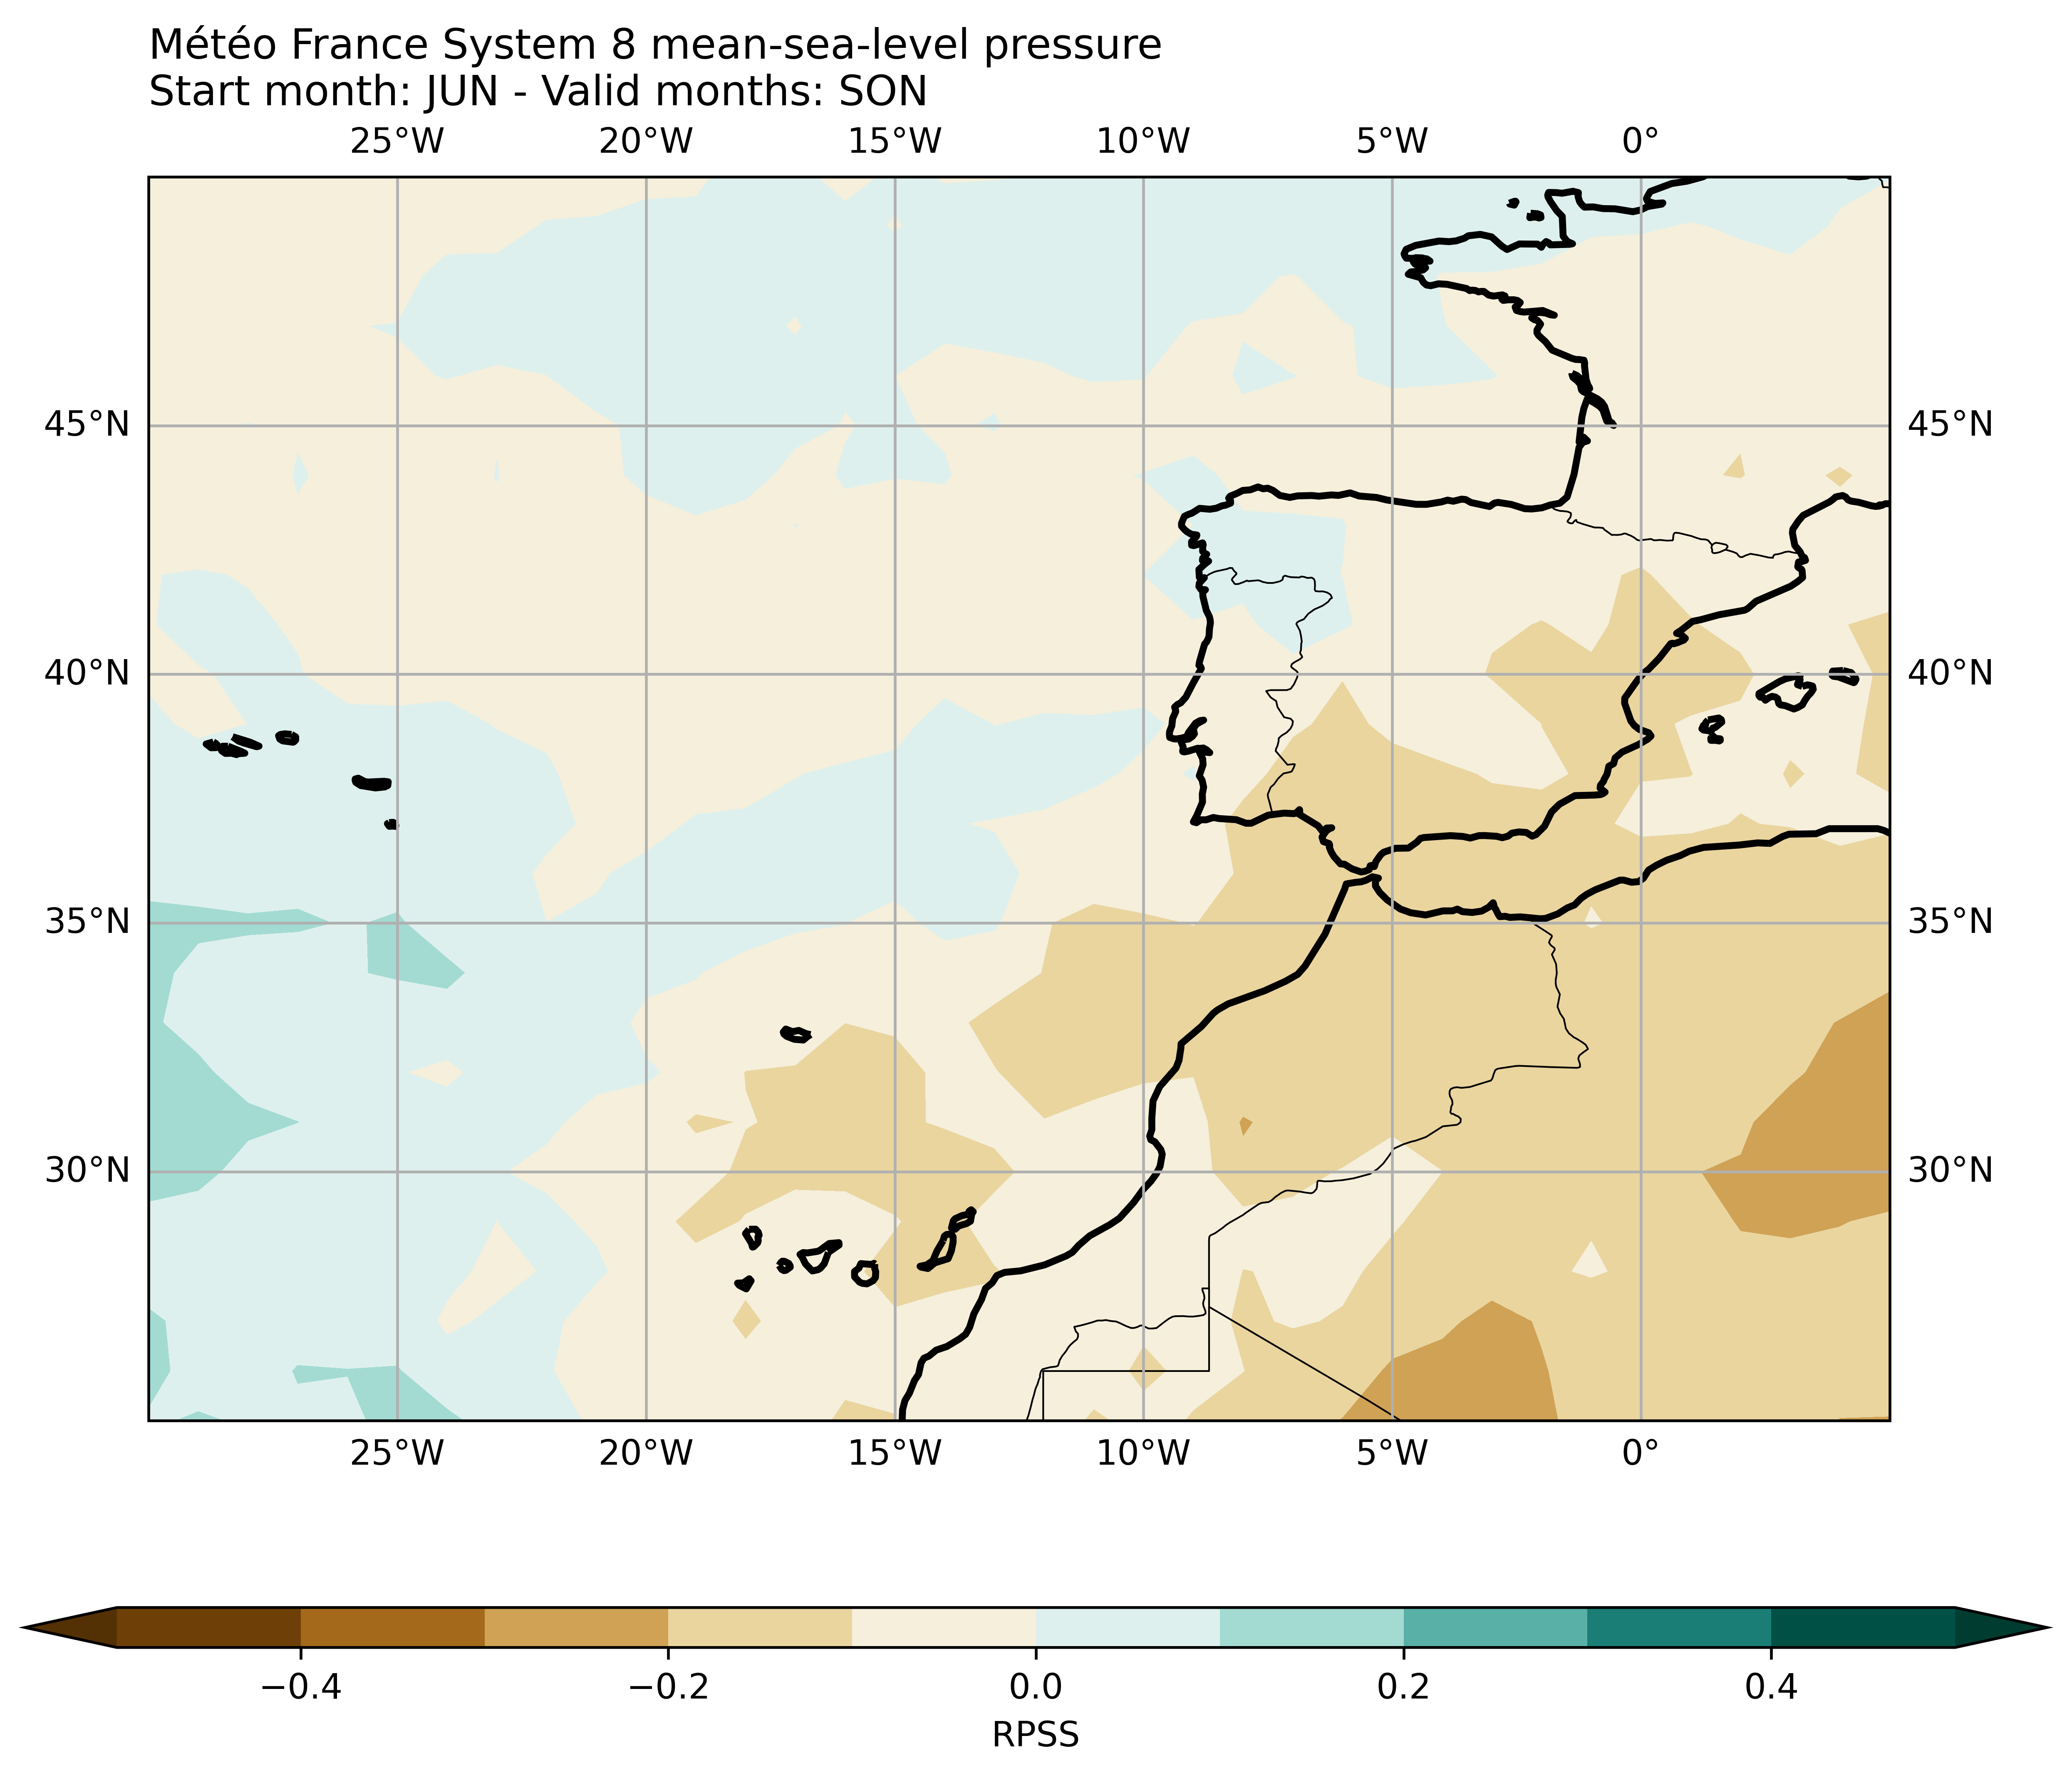 Météo France System 8 mean-sea-level pressure
Start month: JUN - Valid months: SON
25°W 20°W 15°W 10°W 5°W 0°
45°N 45°N
40°N 40°N
35°N 35°N
30°N 30°N
25°W 20°W 15°W 10°W 5°W 0°
−0.4 −0.2 0.0 0.2 0.4
RPSS